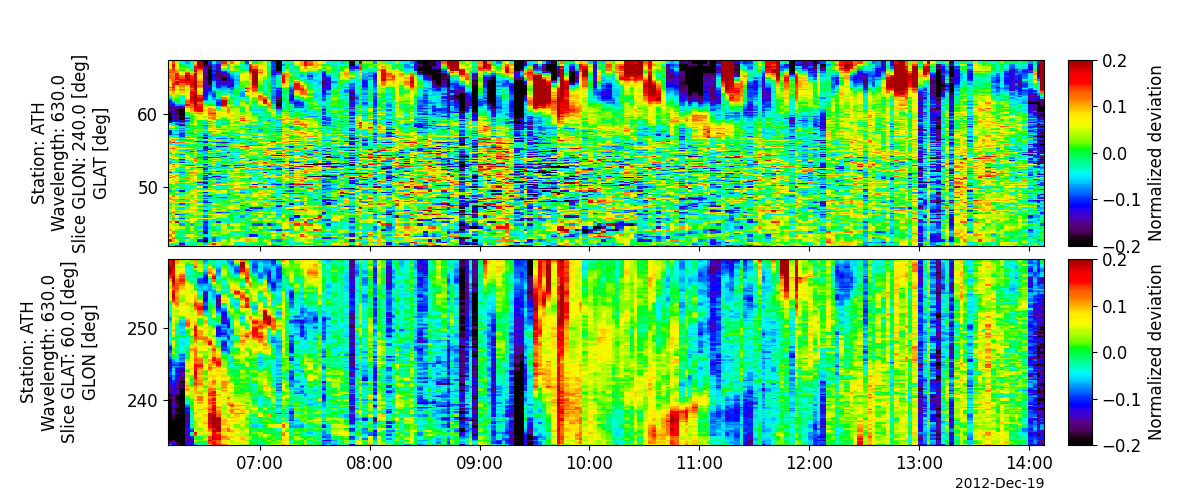 Station: ATH
Wavelength: 630.0
Slice GLON: 240.0 [deg]
GLAT [deg]
60
50
0.2
0.1
0.0
−0.1
−0.2
Normalized deviation
Station: ATH
Wavelength: 630.0
Slice GLAT: 60.0 [deg]
GLON [deg]
250
240
0.2
0.1
0.0
−0.1
−0.2
Normalized deviation
07:00 08:00 09:00 10:00 11:00 12:00 13:00 14:00
2012-Dec-19